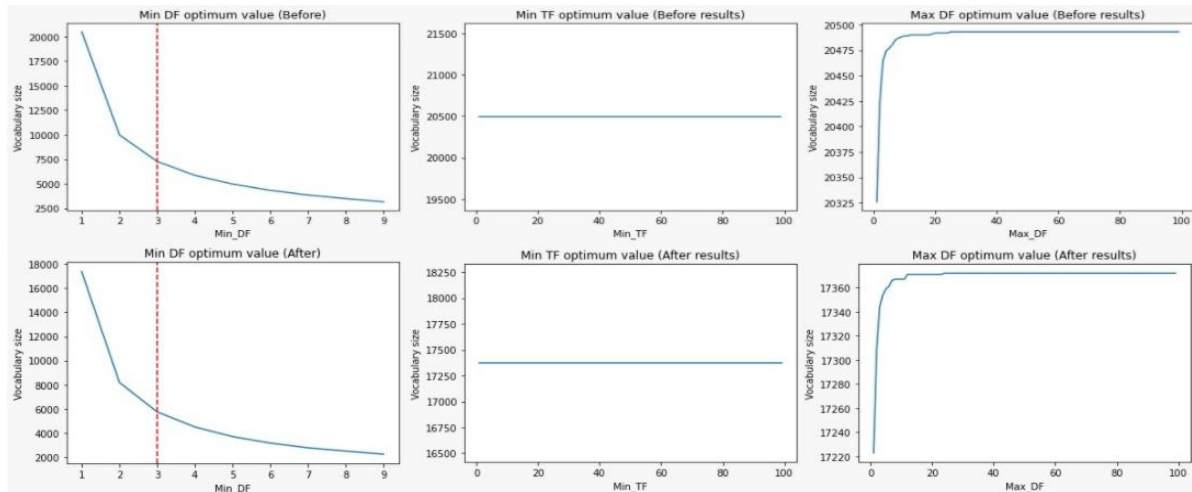 Min DF optimum value (Before)
Vocabulary size
20000
17500
15000
12500
10000
7500
5000
2500
1 2 3 4 5 6 7 8 9
Min_DF
Min TF optimum value (Before results)
Vocabulary size
21500
21000
20500
20000
19500
0 20 40 60 80 100
Min_TF
Max DF optimum value (Before results)
Vocabulary size
20500
20475
20450
20425
20400
20375
20350
20325
0 20 40 60 80 100
Max_DF
Min DF optimum value (After)
Vocabulary size
18000
16000
14000
12000
10000
8000
6000
4000
2000
1 2 3 4 5 6 7 8 9
Min_DF
Min TF optimum value (After results)
Vocabulary size
18250
18000
17750
17500
17250
17000
16750
16500
0 20 40 60 80 100
Min_TF
Max DF optimum value (After results)
Vocabulary size
17360
17340
17320
17300
17280
17260
17240
17220
0 20 40 60 80 100
Max_DF